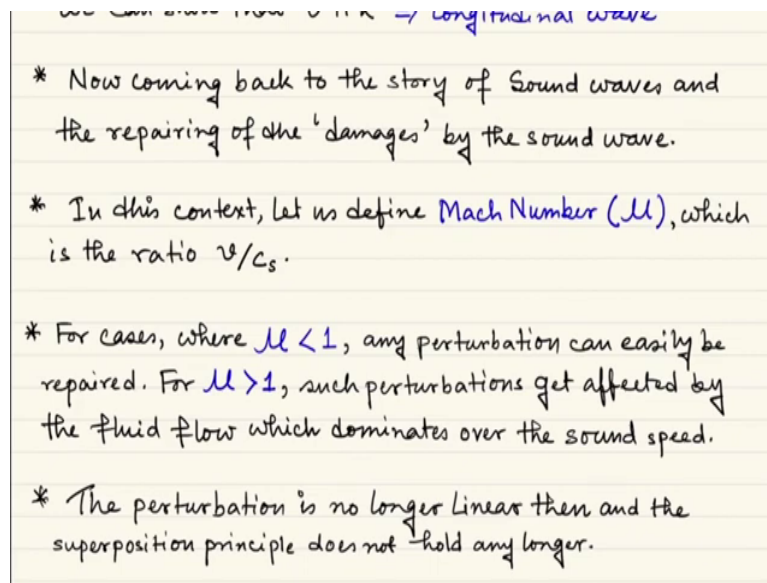 ⇒ longitudinal wave
* Now coming back to the story of Sound waves and
the repairing of the 'damages' by the sound wave.
* In this context, let us define Mach Number (M), which
is the ratio v/cₛ.
* For cases, where M < 1, any perturbation can easily be
repaired. For M > 1, such perturbations get affected by
the fluid flow which dominates over the sound speed.
* The perturbation is no longer Linear then and the
superposition principle does not hold any longer.